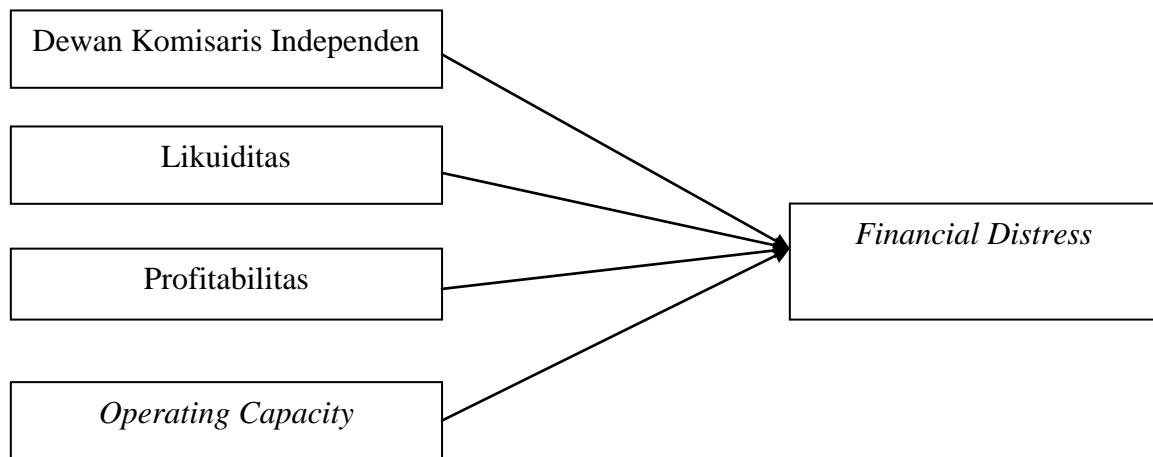 Dewan Komisaris Independen
Likuiditas
Financial Distress
Profitabilitas
Operating Capacity